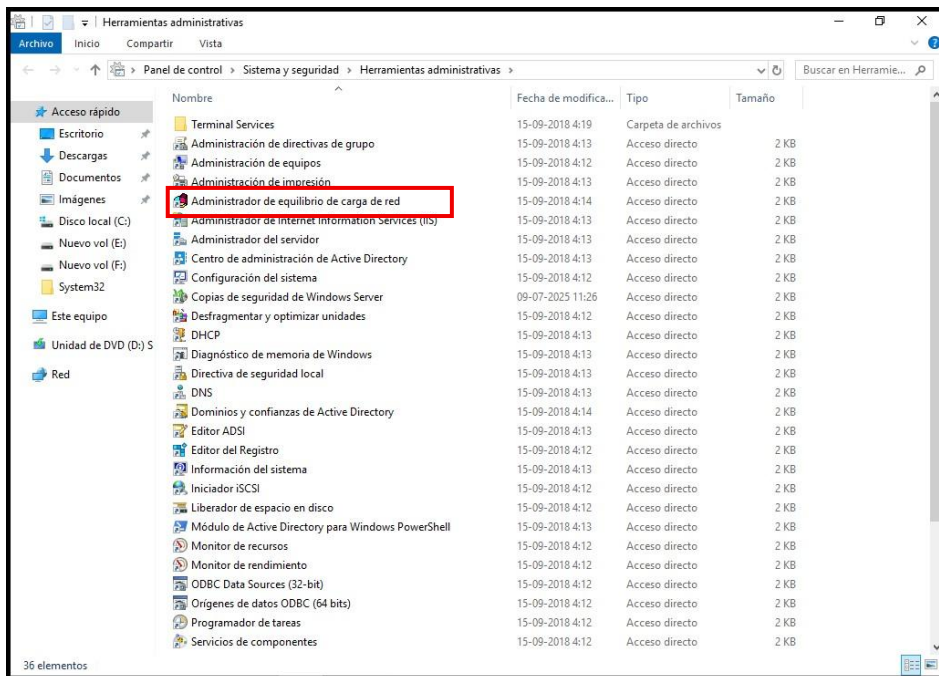 Herramientas administrativas
Archivo Inicio Compartir Vista
Panel de control > Sistema y seguridad > Herramientas administrativas >
Buscar en Herramie...
Nombre Fecha de modifica... Tipo Tamaño
Acceso rápido
Escritorio
Descargas
Documentos
Imágenes
Disco local (C:)
Nuevo vol (E:)
Nuevo vol (F:)
System32
Este equipo
Unidad de DVD (D:) S
Red
Terminal Services 15-09-2018 4:19 Carpeta de archivos
Administración de directivas de grupo 15-09-2018 4:13 Acceso directo 2 KB
Administración de equipos 15-09-2018 4:12 Acceso directo 2 KB
Administración de impresión 15-09-2018 4:13 Acceso directo 2 KB
Administrador de equilibrio de carga de red 15-09-2018 4:14 Acceso directo 2 KB
Administrador de Internet Information Services (IIS) 15-09-2018 4:13 Acceso directo 2 KB
Administrador del servidor 15-09-2018 4:13 Acceso directo 2 KB
Centro de administración de Active Directory 15-09-2018 4:13 Acceso directo 2 KB
Configuración del sistema 15-09-2018 4:12 Acceso directo 2 KB
Copias de seguridad de Windows Server 09-07-2025 11:26 Acceso directo 2 KB
Desfragmentar y optimizar unidades 15-09-2018 4:12 Acceso directo 2 KB
DHCP 15-09-2018 4:13 Acceso directo 2 KB
Diagnóstico de memoria de Windows 15-09-2018 4:13 Acceso directo 2 KB
Directiva de seguridad local 15-09-2018 4:13 Acceso directo 2 KB
DNS 15-09-2018 4:13 Acceso directo 2 KB
Dominios y confianzas de Active Directory 15-09-2018 4:14 Acceso directo 2 KB
Editor ADSI 15-09-2018 4:13 Acceso directo 2 KB
Editor del Registro 15-09-2018 4:12 Acceso directo 2 KB
Información del sistema 15-09-2018 4:13 Acceso directo 2 KB
Iniciador iSCSI 15-09-2018 4:12 Acceso directo 2 KB
Liberador de espacio en disco 15-09-2018 4:12 Acceso directo 2 KB
Módulo de Active Directory para Windows PowerShell 15-09-2018 4:13 Acceso directo 2 KB
Monitor de recursos 15-09-2018 4:12 Acceso directo 2 KB
Monitor de rendimiento 15-09-2018 4:12 Acceso directo 2 KB
ODBC Data Sources (32-bit) 15-09-2018 4:12 Acceso directo 2 KB
Orígenes de datos ODBC (64 bits) 15-09-2018 4:12 Acceso directo 2 KB
Programador de tareas 15-09-2018 4:12 Acceso directo 2 KB
Servicios de componentes 15-09-2018 4:12 Acceso directo 2 KB
36 elementos